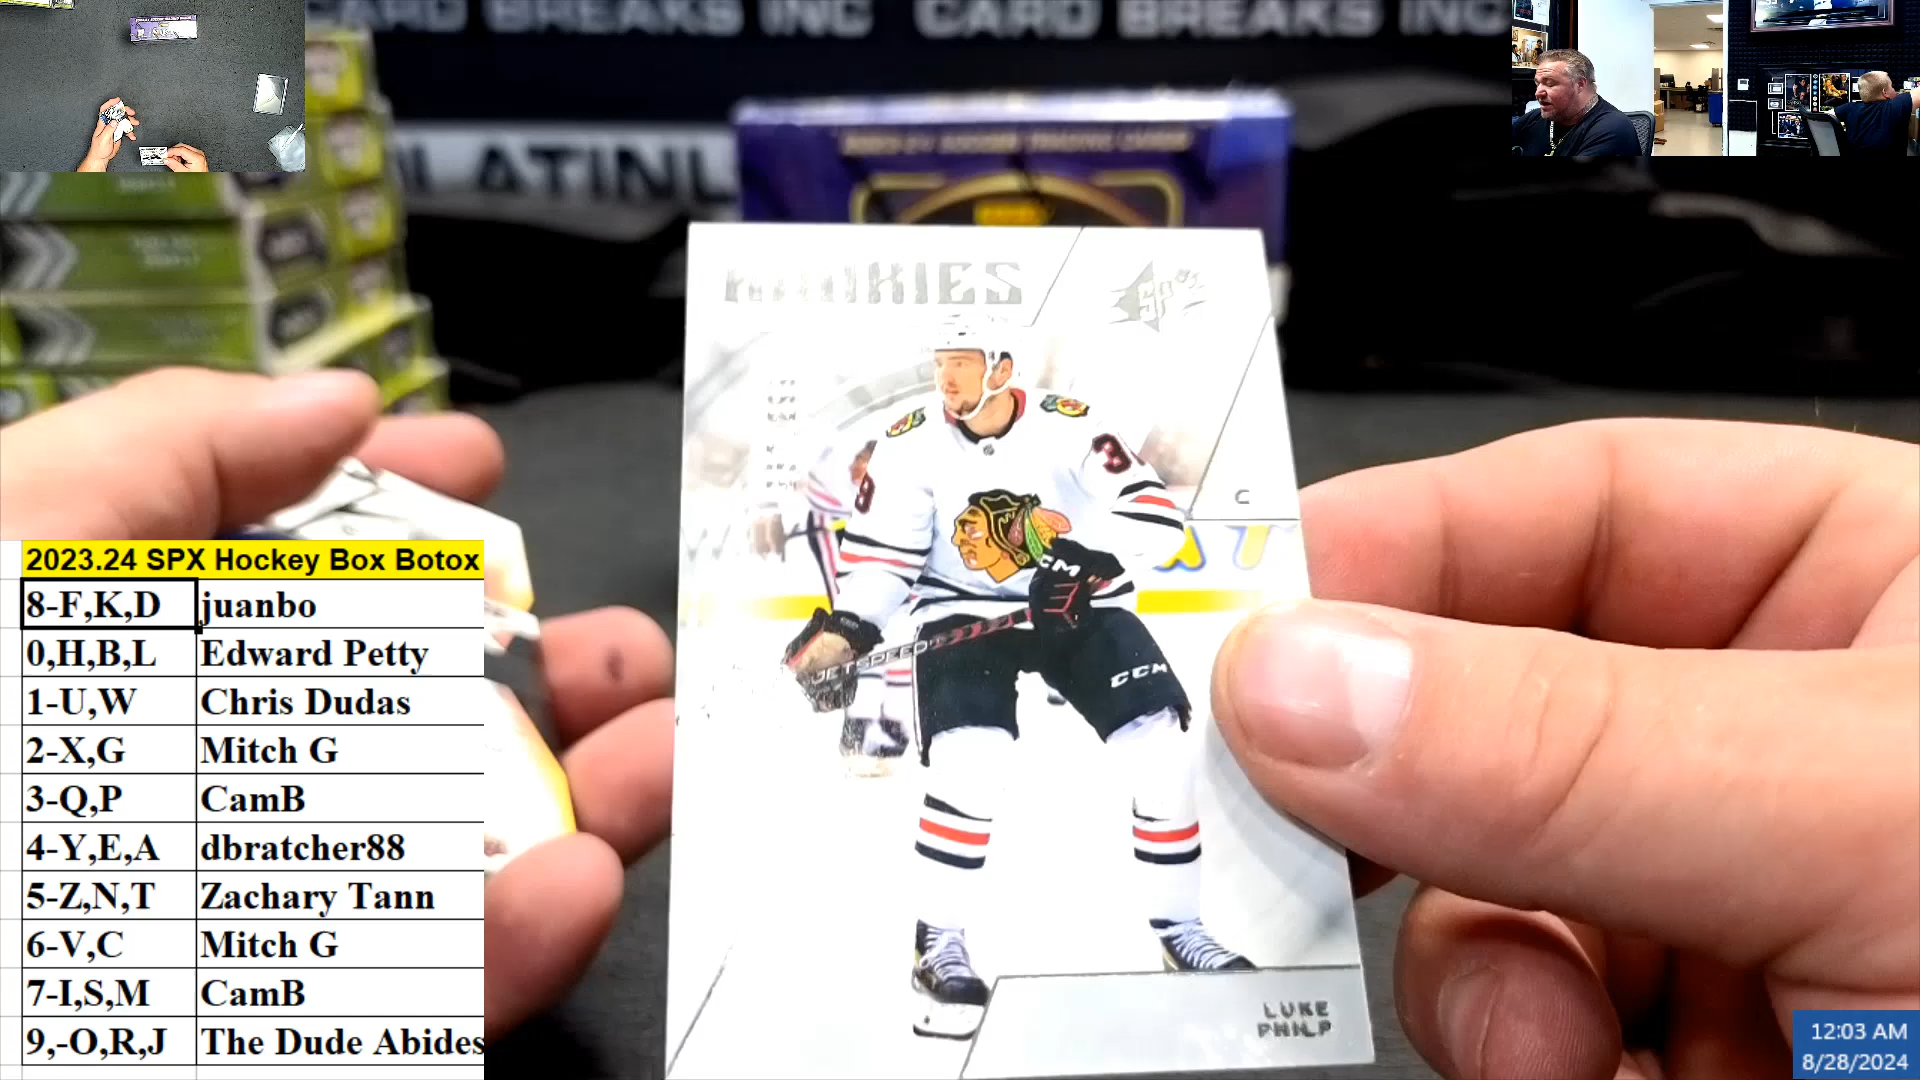 CARD BREAKS INC CARD BREAKS INC
PLATINU
ROOKIES
SPx
C
CCM
JETSPEED
CCM
LUKE
PHILP
2023.24 SPX Hockey Box Botox
8-F,K,D juanbo
0,H,B,L Edward Petty
1-U,W Chris Dudas
2-X,G Mitch G
3-Q,P CamB
4-Y,E,A dbratcher88
5-Z,N,T Zachary Tann
6-V,C Mitch G
7-I,S,M CamB
9,-O,R,J The Dude Abides
12:03 AM
8/28/2024